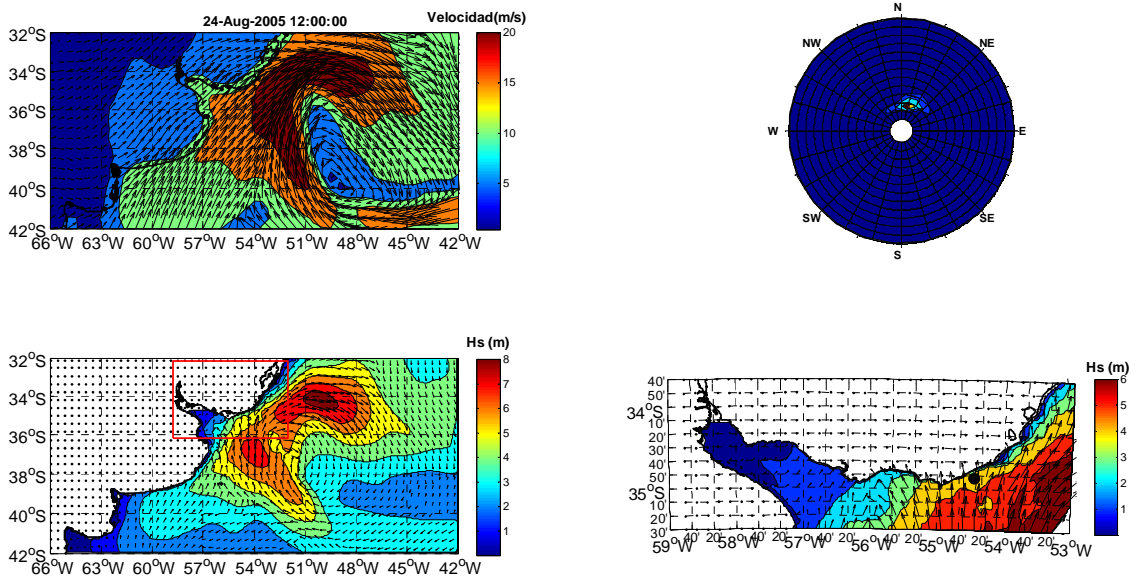 24-Aug-2005 12:00:00
Velocidad(m/s)
32°S
34°S
36°S
38°S
40°S
42°S
66°W 63°W 60°W 57°W 54°W 51°W 48°W 45°W 42°W
20
15
10
5
N
NW NE
W E
SW SE
S
Hs (m)
32°S
34°S
36°S
38°S
40°S
42°S
66°W 63°W 60°W 57°W 54°W 51°W 48°W 45°W 42°W
8
7
6
5
4
3
2
1
Hs (m)
40'
50'
34°S
10'
20'
30'
40'
50'
35°S
10'
20'
30'
59°W 40' 20' 58°W 40' 20' 57°W 40' 20' 56°W 40' 20' 55°W 40' 20' 54°W 40' 20' 53°W
6
5
4
3
2
1